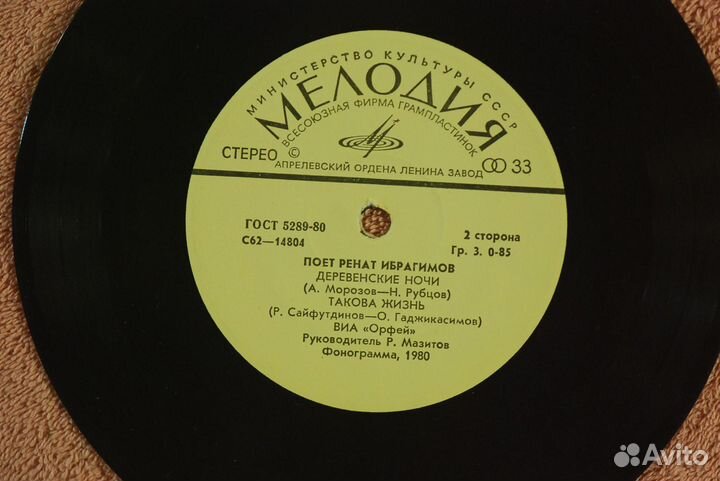 МИНИСТЕРСТВО КУЛЬТУРЫ СССР
МЕЛОДИЯ
ВСЕСОЮЗНАЯ ФИРМА ГРАМПЛАСТИНОК
СТЕРЕО ©
33
АПРЕЛЕВСКИЙ ОРДЕНА ЛЕНИНА ЗАВОД
ГОСТ 5289-80
С62—14804
2 сторона
Гр. 3. 0-85
ПОЕТ РЕНАТ ИБРАГИМОВ
ДЕРЕВЕНСКИЕ НОЧИ
(А. Морозов—Н. Рубцов)
ТАКОВА ЖИЗНЬ
(Р. Сайфутдинов—О. Гаджикасимов)
ВИА «Орфей»
Руководитель Р. Мазитов
Фонограмма, 1980
Avito